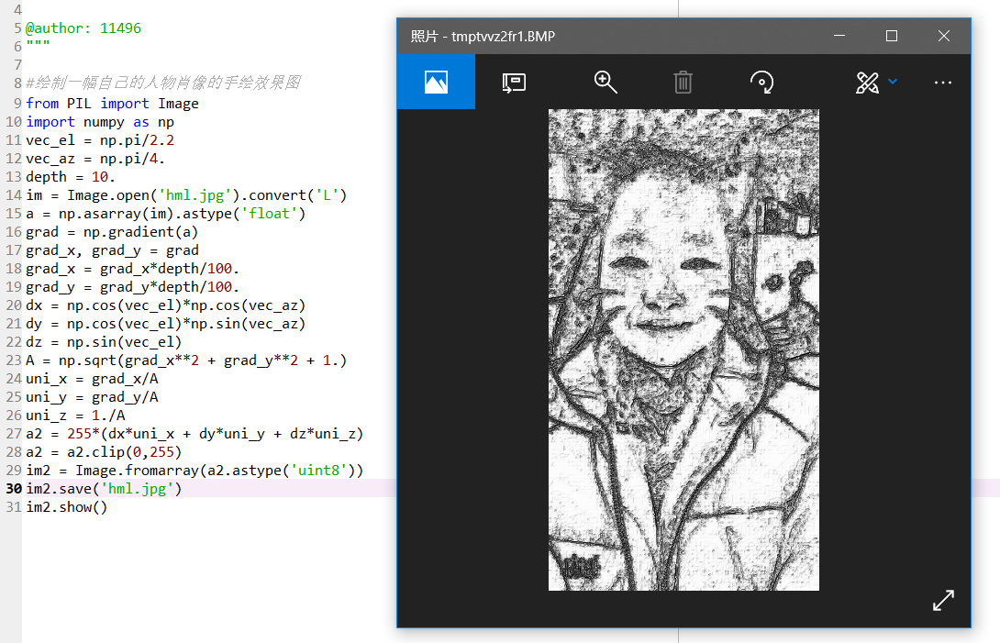 4
5 @author: 11496
6 """
7
8 #绘制一幅自己的人物肖像的手绘效果图
9 from PIL import Image
10 import numpy as np
11 vec_el = np.pi/2.2
12 vec_az = np.pi/4.
13 depth = 10.
14 im = Image.open('hml.jpg').convert('L')
15 a = np.asarray(im).astype('float')
16 grad = np.gradient(a)
17 grad_x, grad_y = grad
18 grad_x = grad_x*depth/100.
19 grad_y = grad_y*depth/100.
20 dx = np.cos(vec_el)*np.cos(vec_az)
21 dy = np.cos(vec_el)*np.sin(vec_az)
22 dz = np.sin(vec_el)
23 A = np.sqrt(grad_x**2 + grad_y**2 + 1.)
24 uni_x = grad_x/A
25 uni_y = grad_y/A
26 uni_z = 1./A
27 a2 = 255*(dx*uni_x + dy*uni_y + dz*uni_z)
28 a2 = a2.clip(0,255)
29 im2 = Image.fromarray(a2.astype('uint8'))
30 im2.save('hml.jpg')
31 im2.show()
照片 - tmptvvz2fr1.BMP